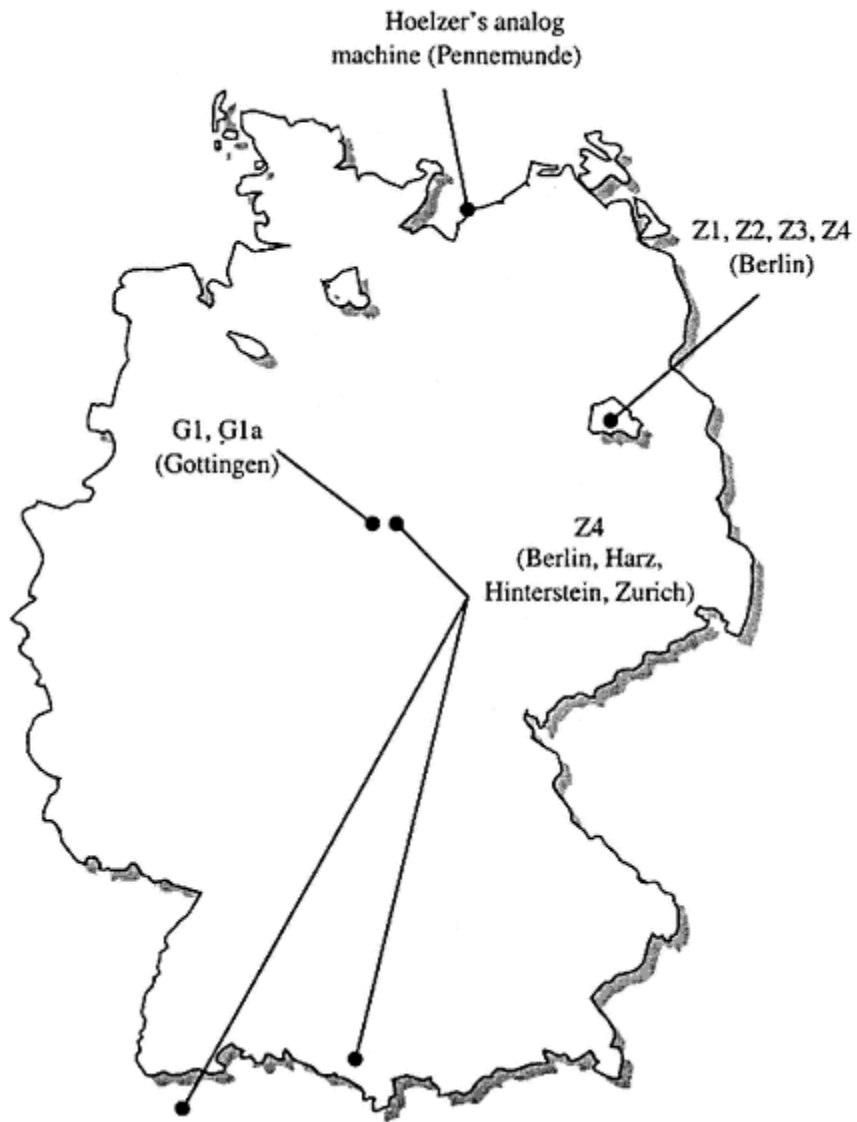 Hoelzer's analog
machine (Pennemunde)
Z1, Z2, Z3, Z4
(Berlin)
G1, G1a
(Gottingen)
Z4
(Berlin, Harz,
Hinterstein, Zurich)